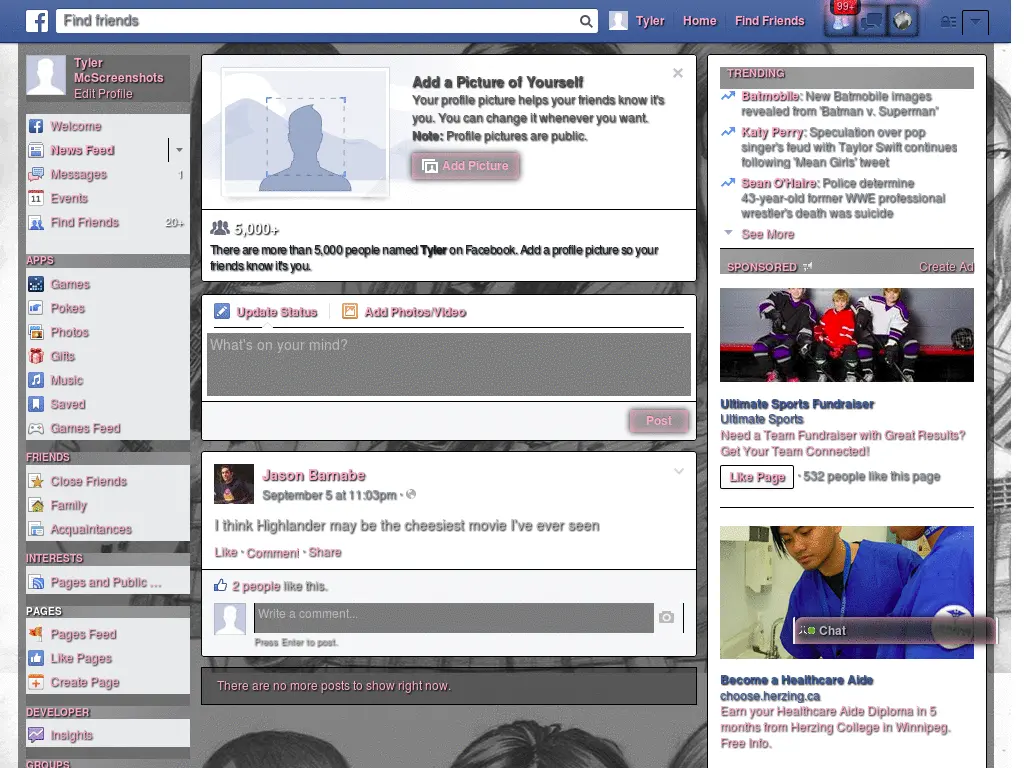 Find friends
Tyler
Home
Find Friends
99+
Tyler
McScreenshots
Edit Profile
Welcome
News Feed
Messages
1
Events
Find Friends
20+
APPS
Games
Pokes
Photos
Gifts
Music
Saved
Games Feed
FRIENDS
Close Friends
Family
Acquaintances
INTERESTS
Pages and Public ...
PAGES
Pages Feed
Like Pages
Create Page
DEVELOPER
Insights
GROUPS
Add a Picture of Yourself
Your profile picture helps your friends know it's
you. You can change it whenever you want.
Note: Profile pictures are public.
Add Picture
5,000+
There are more than 5,000 people named Tyler on Facebook. Add a profile picture so your
friends know it's you.
Update Status
Add Photos/Video
What's on your mind?
Post
Jason Barnabe
September 5 at 11:03pm ·
I think Highlander may be the cheesiest movie I've ever seen
Like · Comment · Share
2 people like this.
Write a comment...
Press Enter to post.
There are no more posts to show right now.
TRENDING
Batmobile: New Batmobile images
revealed from 'Batman v. Superman'
Katy Perry: Speculation over pop
singer's feud with Taylor Swift continues
following 'Mean Girls' tweet
Sean O'Haire: Police determine
43-year-old former WWE professional
wrestler's death was suicide
See More
SPONSORED
Create Ad
Ultimate Sports Fundraiser
Ultimate Sports
Need a Team Fundraiser with Great Results?
Get Your Team Connected!
Like Page · 532 people like this page
Chat
Become a Healthcare Aide
choose.herzing.ca
Earn your Healthcare Aide Diploma in 5
months from Herzing College in Winnipeg.
Free Info.